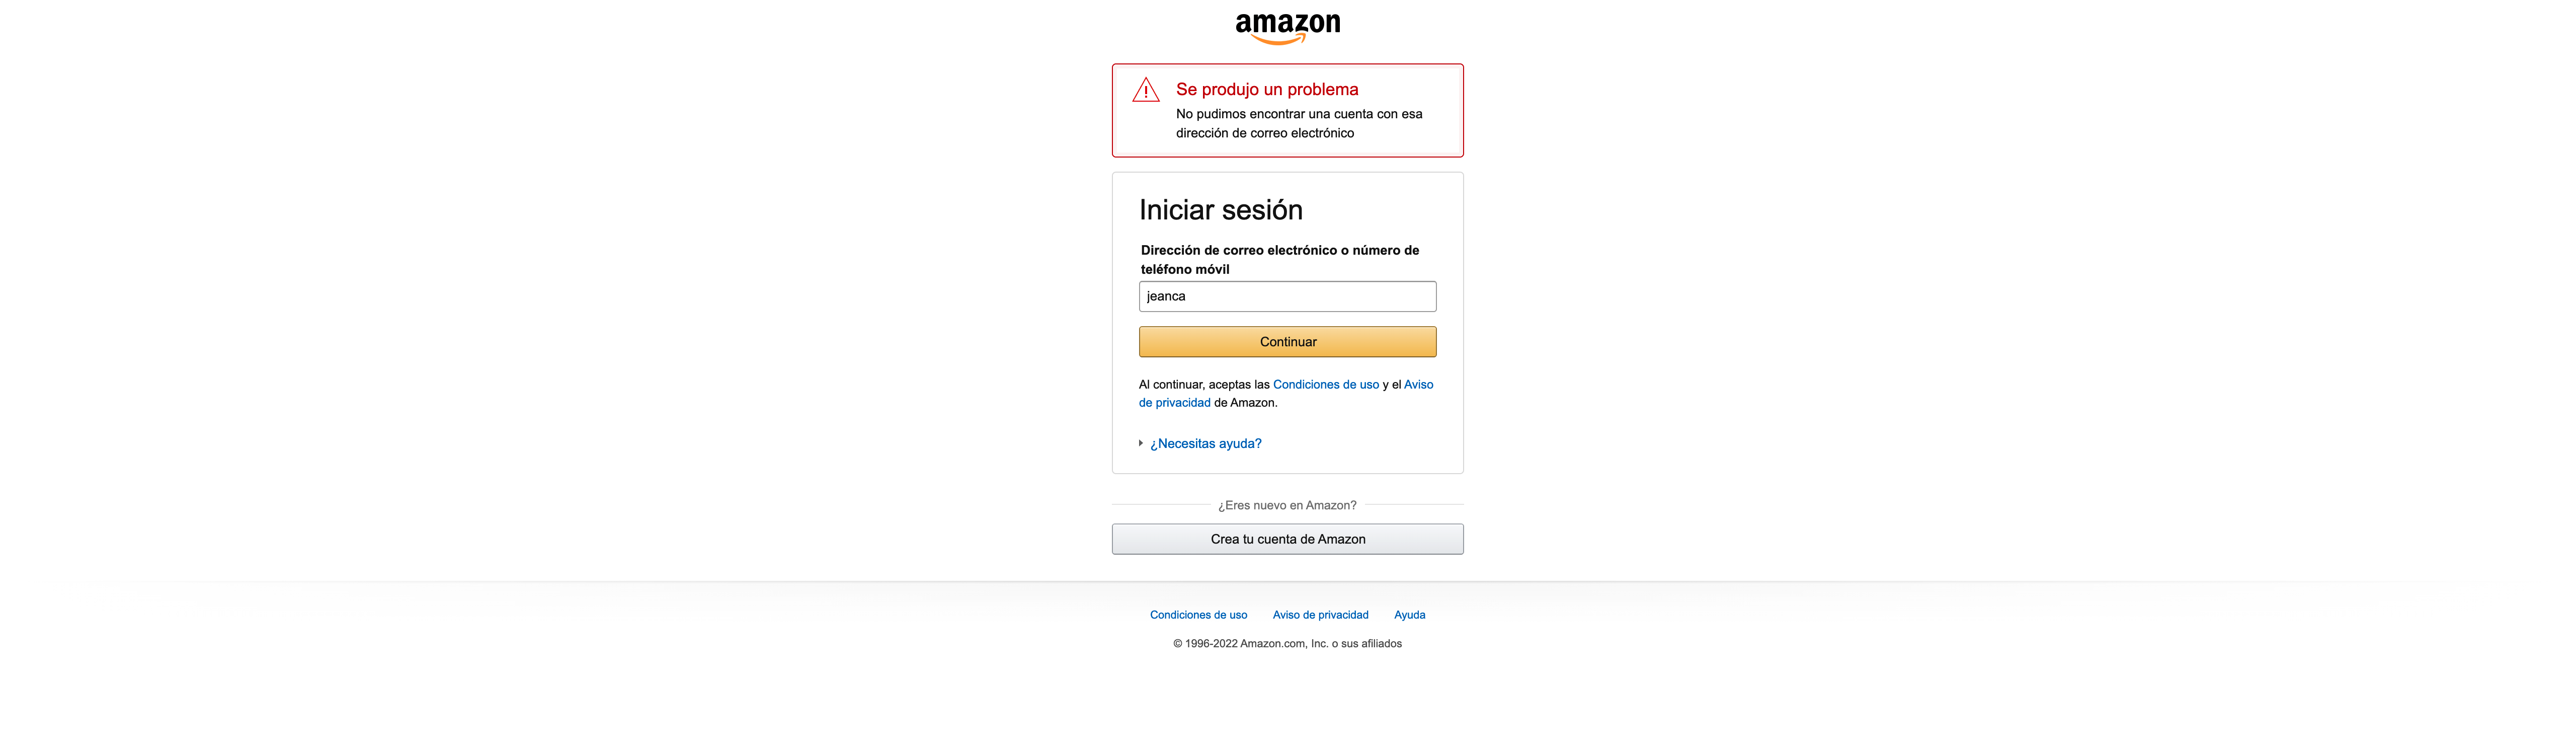 amazon
Se produjo un problema
No pudimos encontrar una cuenta con esa
dirección de correo electrónico
Iniciar sesión
Dirección de correo electrónico o número de
teléfono móvil
jeanca
Continuar
Al continuar, aceptas las Condiciones de uso y el Aviso
de privacidad de Amazon.
¿Necesitas ayuda?
¿Eres nuevo en Amazon?
Crea tu cuenta de Amazon
Condiciones de uso Aviso de privacidad Ayuda
© 1996-2022 Amazon.com, Inc. o sus afiliados